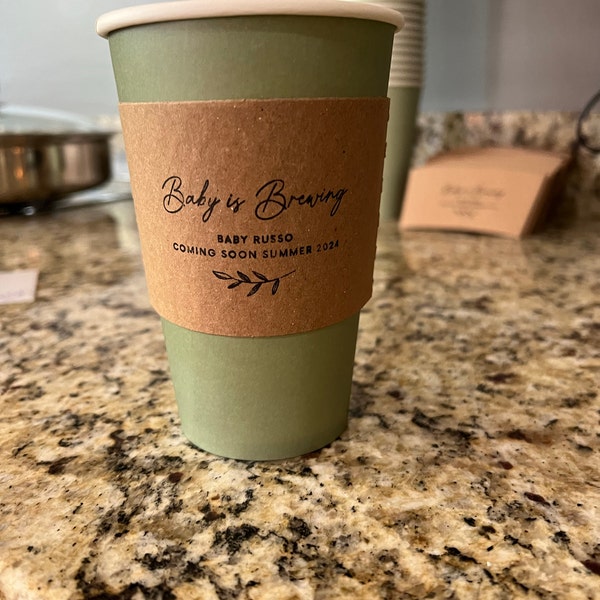 Baby is Brewing
BABY RUSSO
COMING SOON SUMMER 2024